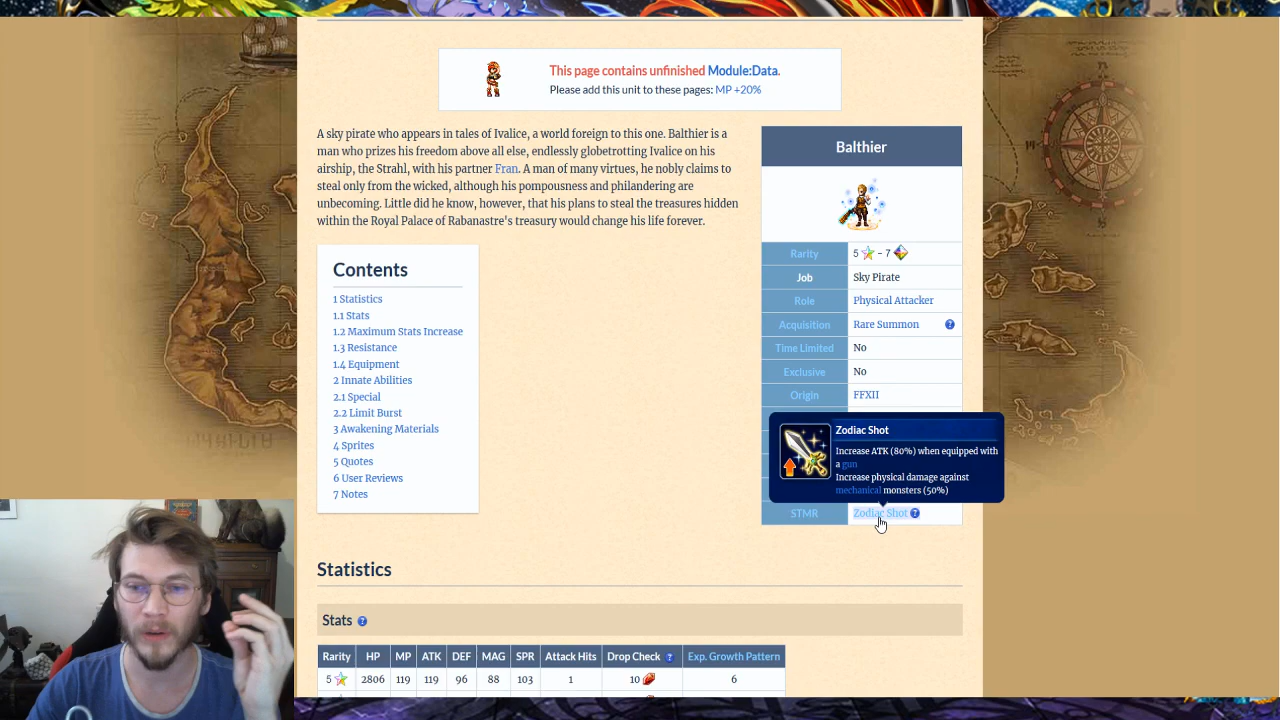 This page contains unfinished Module:Data.
Please add this unit to these pages: MP +20%
A sky pirate who appears in tales of Ivalice, a world foreign to this one. Balthier is a
man who prizes his freedom above all else, endlessly globetrotting Ivalice on his
airship, the Strahl, with his partner Fran. A man of many virtues, he nobly claims to
steal only from the wicked, although his pompousness and philandering are
unbecoming. Little did he know, however, that his plans to steal the treasures hidden
within the Royal Palace of Rabanastre's treasury would change his life forever.
Contents
1 Statistics
1.1 Stats
1.2 Maximum Stats Increase
1.3 Resistance
1.4 Equipment
2 Innate Abilities
2.1 Special
2.2 Limit Burst
3 Awakening Materials
4 Sprites
5 Quotes
6 User Reviews
7 Notes
Balthier
Rarity 5 - 7
Job Sky Pirate
Role Physical Attacker
Acquisition Rare Summon ?
Time Limited No
Exclusive No
Origin FFXII
Zodiac Shot
Increase ATK (80%) when equipped with
a gun
Increase physical damage against
mechanical monsters (50%)
STMR Zodiac Shot ?
Statistics
Stats ?
Rarity HP MP ATK DEF MAG SPR Attack Hits Drop Check ? Exp. Growth Pattern
5 2806 119 119 96 88 103 1 10 6